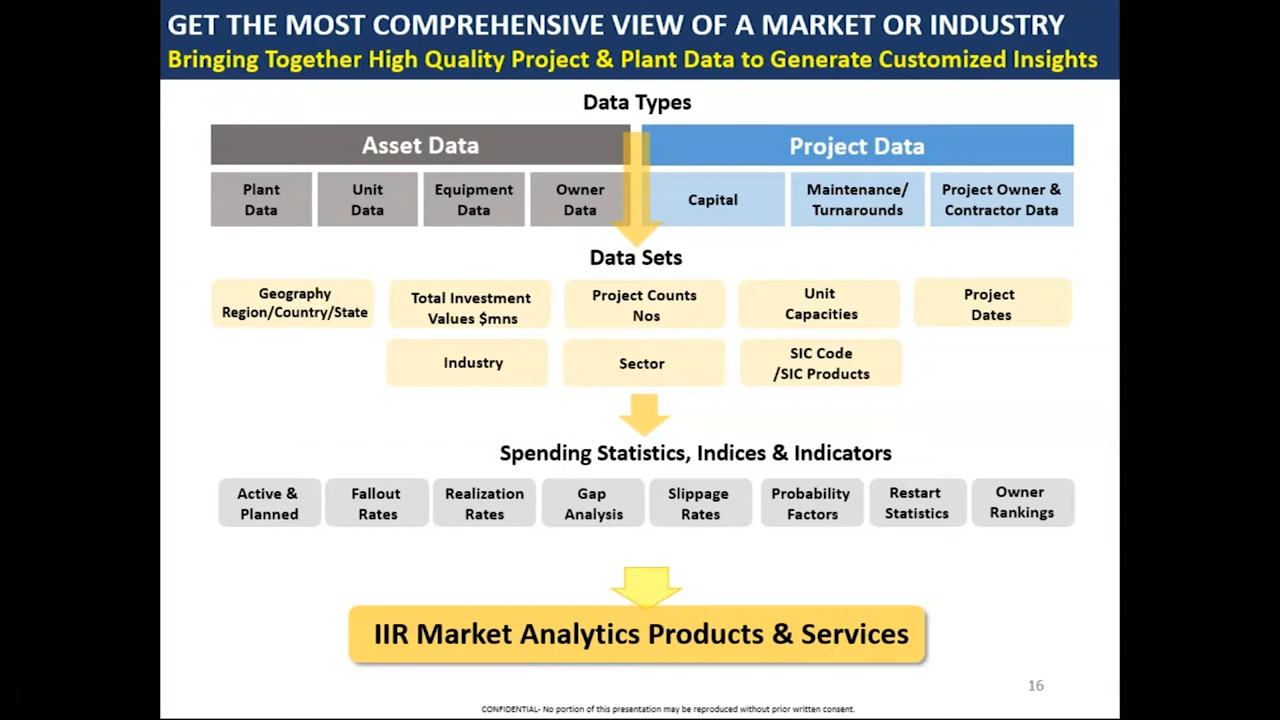 GET THE MOST COMPREHENSIVE VIEW OF A MARKET OR INDUSTRY
Bringing Together High Quality Project & Plant Data to Generate Customized Insights
Data Types
Asset Data
Project Data
Plant
Data
Unit
Data
Equipment
Data
Owner
Data
Capital
Maintenance/
Turnarounds
Project Owner &
Contractor Data
Data Sets
Geography
Region/Country/State
Total Investment
Values $mns
Project Counts
Nos
Unit
Capacities
Project
Dates
Industry
Sector
SIC Code
/SIC Products
Spending Statistics, Indices & Indicators
Active &
Planned
Fallout
Rates
Realization
Rates
Gap
Analysis
Slippage
Rates
Probability
Factors
Restart
Statistics
Owner
Rankings
IIR Market Analytics Products & Services
16
CONFIDENTIAL- No portion of this presentation may be reproduced without prior written consent.